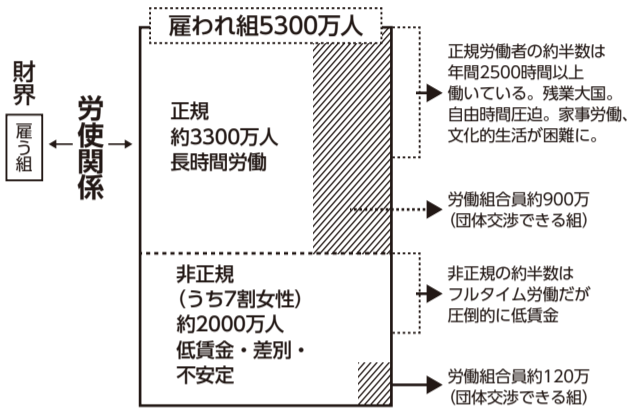 雇われ組5300万人
財界
雇う組
労使関係
正規
約3300万人
長時間労働
正規労働者の約半数は
年間2500時間以上
働いている。残業大国。
自由時間圧迫。家事労働、
文化的生活が困難に。
労働組合員約900万
(団体交渉できる組)
非正規
(うち7割女性)
約2000万人
低賃金・差別・
不安定
非正規の約半数は
フルタイム労働だが
圧倒的に低賃金
労働組合員約120万
(団体交渉できる組)